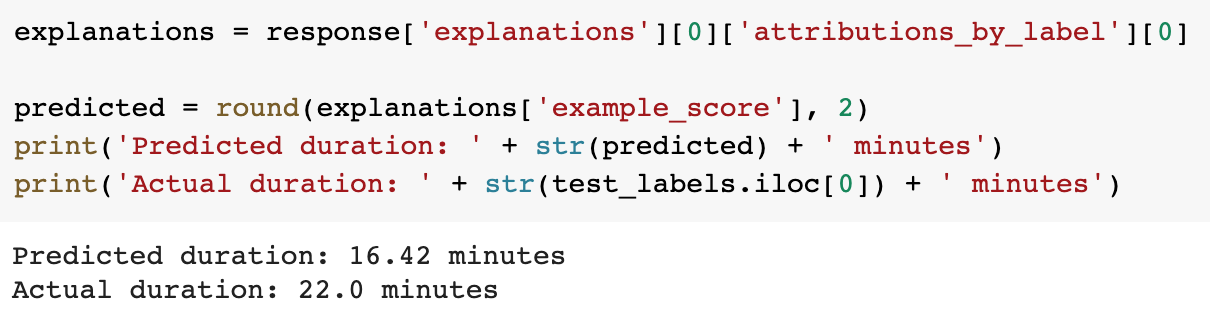 explanations = response['explanations'][0]['attributions_by_label'][0]
predicted = round(explanations['example_score'], 2)
print('Predicted duration: ' + str(predicted) + ' minutes')
print('Actual duration: ' + str(test_labels.iloc[0]) + ' minutes')
Predicted duration: 16.42 minutes
Actual duration: 22.0 minutes